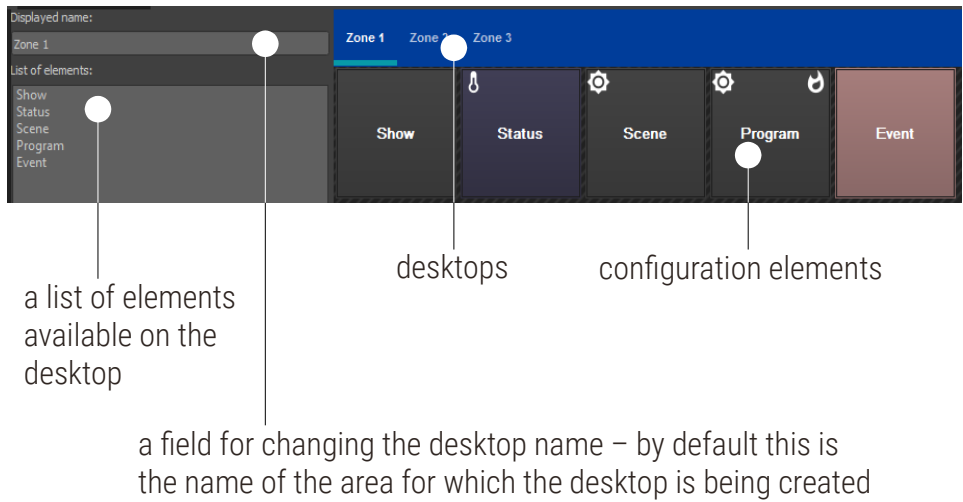 Displayed name:
Zone 1
List of elements:
Show
Status
Scene
Program
Event
Zone 1 Zone 2 Zone 3
Show Status Scene Program Event
desktops
configuration elements
a list of elements
available on the
desktop
a field for changing the desktop name – by default this is
the name of the area for which the desktop is being created